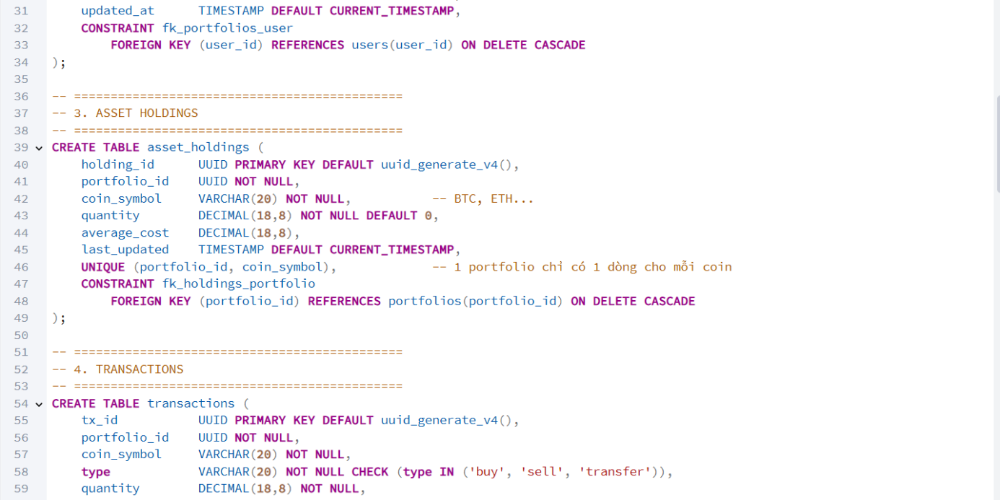 31 updated_at TIMESTAMP DEFAULT CURRENT_TIMESTAMP,
32 CONSTRAINT fk_portfolios_user
33 FOREIGN KEY (user_id) REFERENCES users(user_id) ON DELETE CASCADE
34 );
35
36 -- =============================================
37 -- 3. ASSET HOLDINGS
38 -- =============================================
39 CREATE TABLE asset_holdings (
40 holding_id UUID PRIMARY KEY DEFAULT uuid_generate_v4(),
41 portfolio_id UUID NOT NULL,
42 coin_symbol VARCHAR(20) NOT NULL, -- BTC, ETH...
43 quantity DECIMAL(18,8) NOT NULL DEFAULT 0,
44 average_cost DECIMAL(18,8),
45 last_updated TIMESTAMP DEFAULT CURRENT_TIMESTAMP,
46 UNIQUE (portfolio_id, coin_symbol), -- 1 portfolio chỉ có 1 dòng cho mỗi coin
47 CONSTRAINT fk_holdings_portfolio
48 FOREIGN KEY (portfolio_id) REFERENCES portfolios(portfolio_id) ON DELETE CASCADE
49 );
50
51 -- =============================================
52 -- 4. TRANSACTIONS
53 -- =============================================
54 CREATE TABLE transactions (
55 tx_id UUID PRIMARY KEY DEFAULT uuid_generate_v4(),
56 portfolio_id UUID NOT NULL,
57 coin_symbol VARCHAR(20) NOT NULL,
58 type VARCHAR(20) NOT NULL CHECK (type IN ('buy', 'sell', 'transfer')),
59 quantity DECIMAL(18,8) NOT NULL,